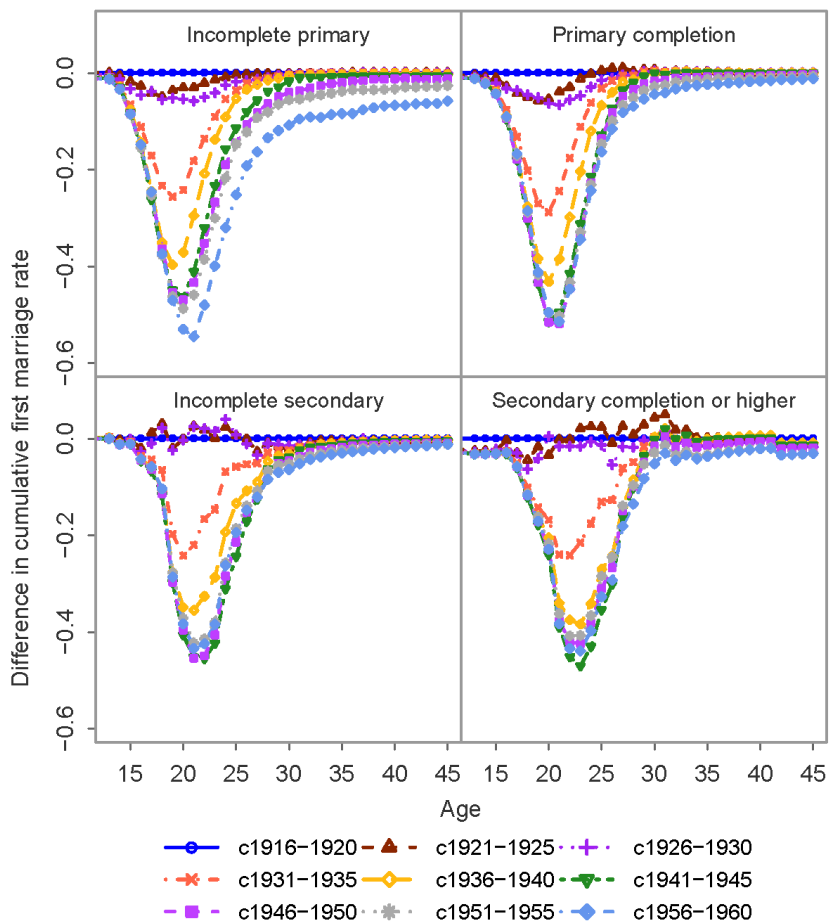 Incomplete primary
Primary completion
0.0
−0.2
−0.4
−0.6
Incomplete secondary
Secondary completion or higher
0.0
−0.2
−0.4
−0.6
Difference in cumulative first marriage rate
15 20 25 30 35 40 45
15 20 25 30 35 40 45
Age
c1916−1920 c1921−1925 c1926−1930
c1931−1935 c1936−1940 c1941−1945
c1946−1950 c1951−1955 c1956−1960